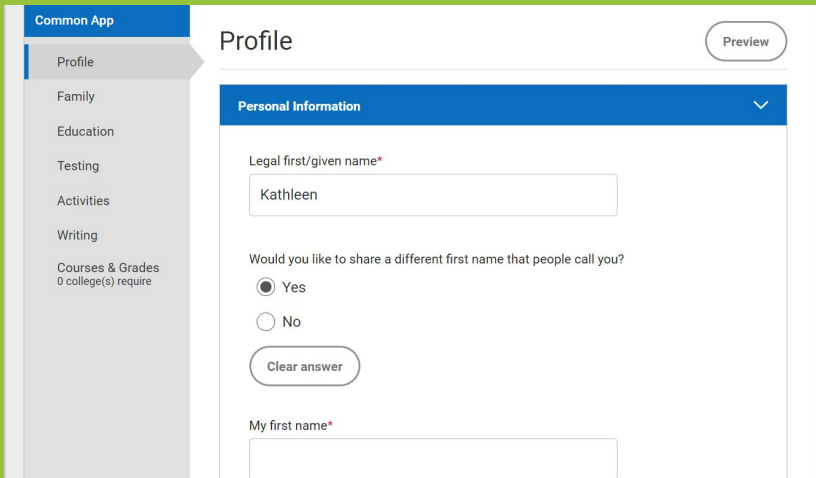 Common App
Profile
Family
Education
Testing
Activities
Writing
Courses & Grades
0 college(s) require
Profile
Preview
Personal Information
Legal first/given name*
Kathleen
Would you like to share a different first name that people call you?
Yes
No
Clear answer
My first name*